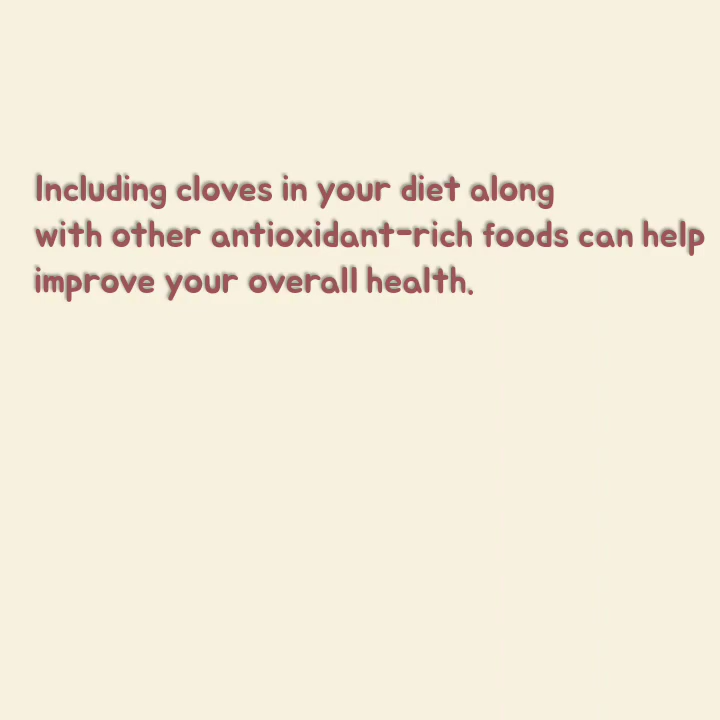 Including cloves in your diet along
with other antioxidant-rich foods can help
improve your overall health.